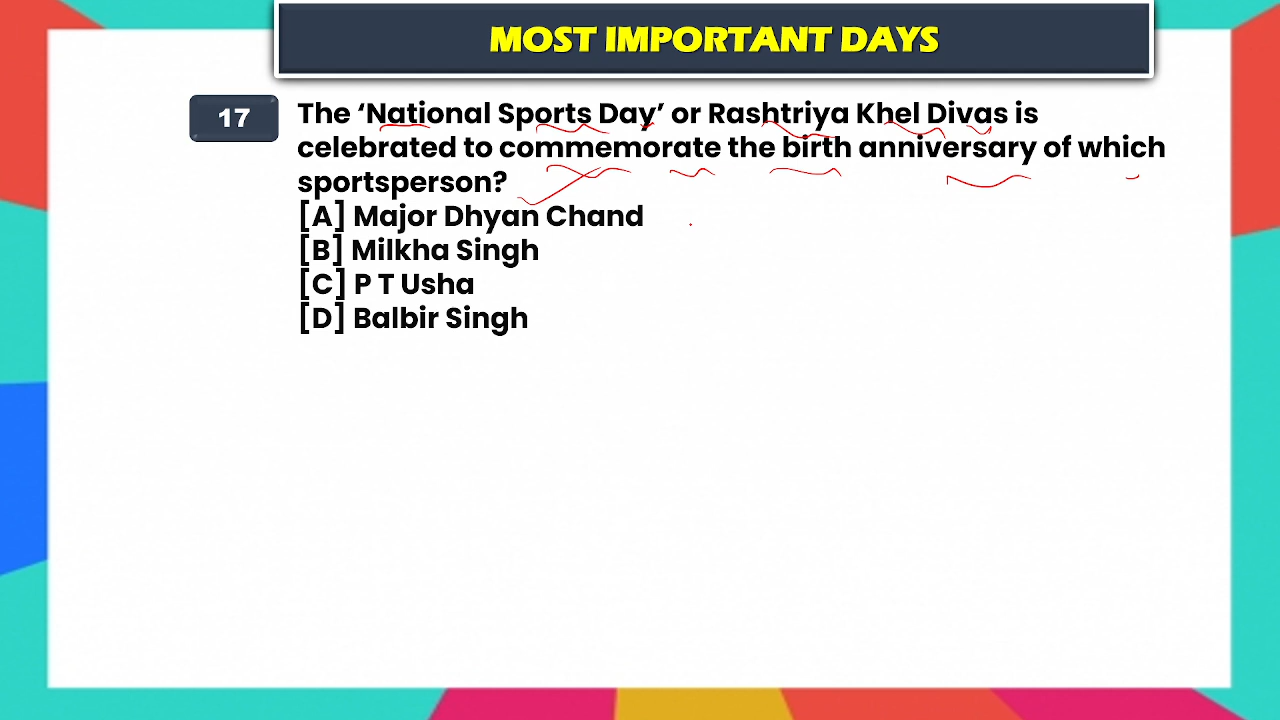 MOST IMPORTANT DAYS
17
The ‘National Sports Day’ or Rashtriya Khel Divas is
celebrated to commemorate the birth anniversary of which
sportsperson?
[A] Major Dhyan Chand
[B] Milkha Singh
[C] P T Usha
[D] Balbir Singh